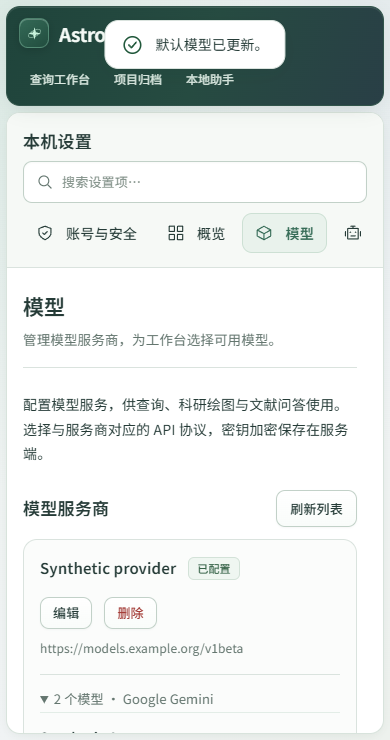 Astro
默认模型已更新。
查询工作台 项目归档 本地助手
本机设置
搜索设置项…
账号与安全 概览 模型
模型
管理模型服务商，为工作台选择可用模型。
配置模型服务，供查询、科研绘图与文献问答使用。
选择与服务商对应的 API 协议，密钥加密保存在服务
端。
模型服务商 刷新列表
Synthetic provider 已配置
编辑 删除
https://models.example.org/v1beta
▼ 2 个模型 · Google Gemini